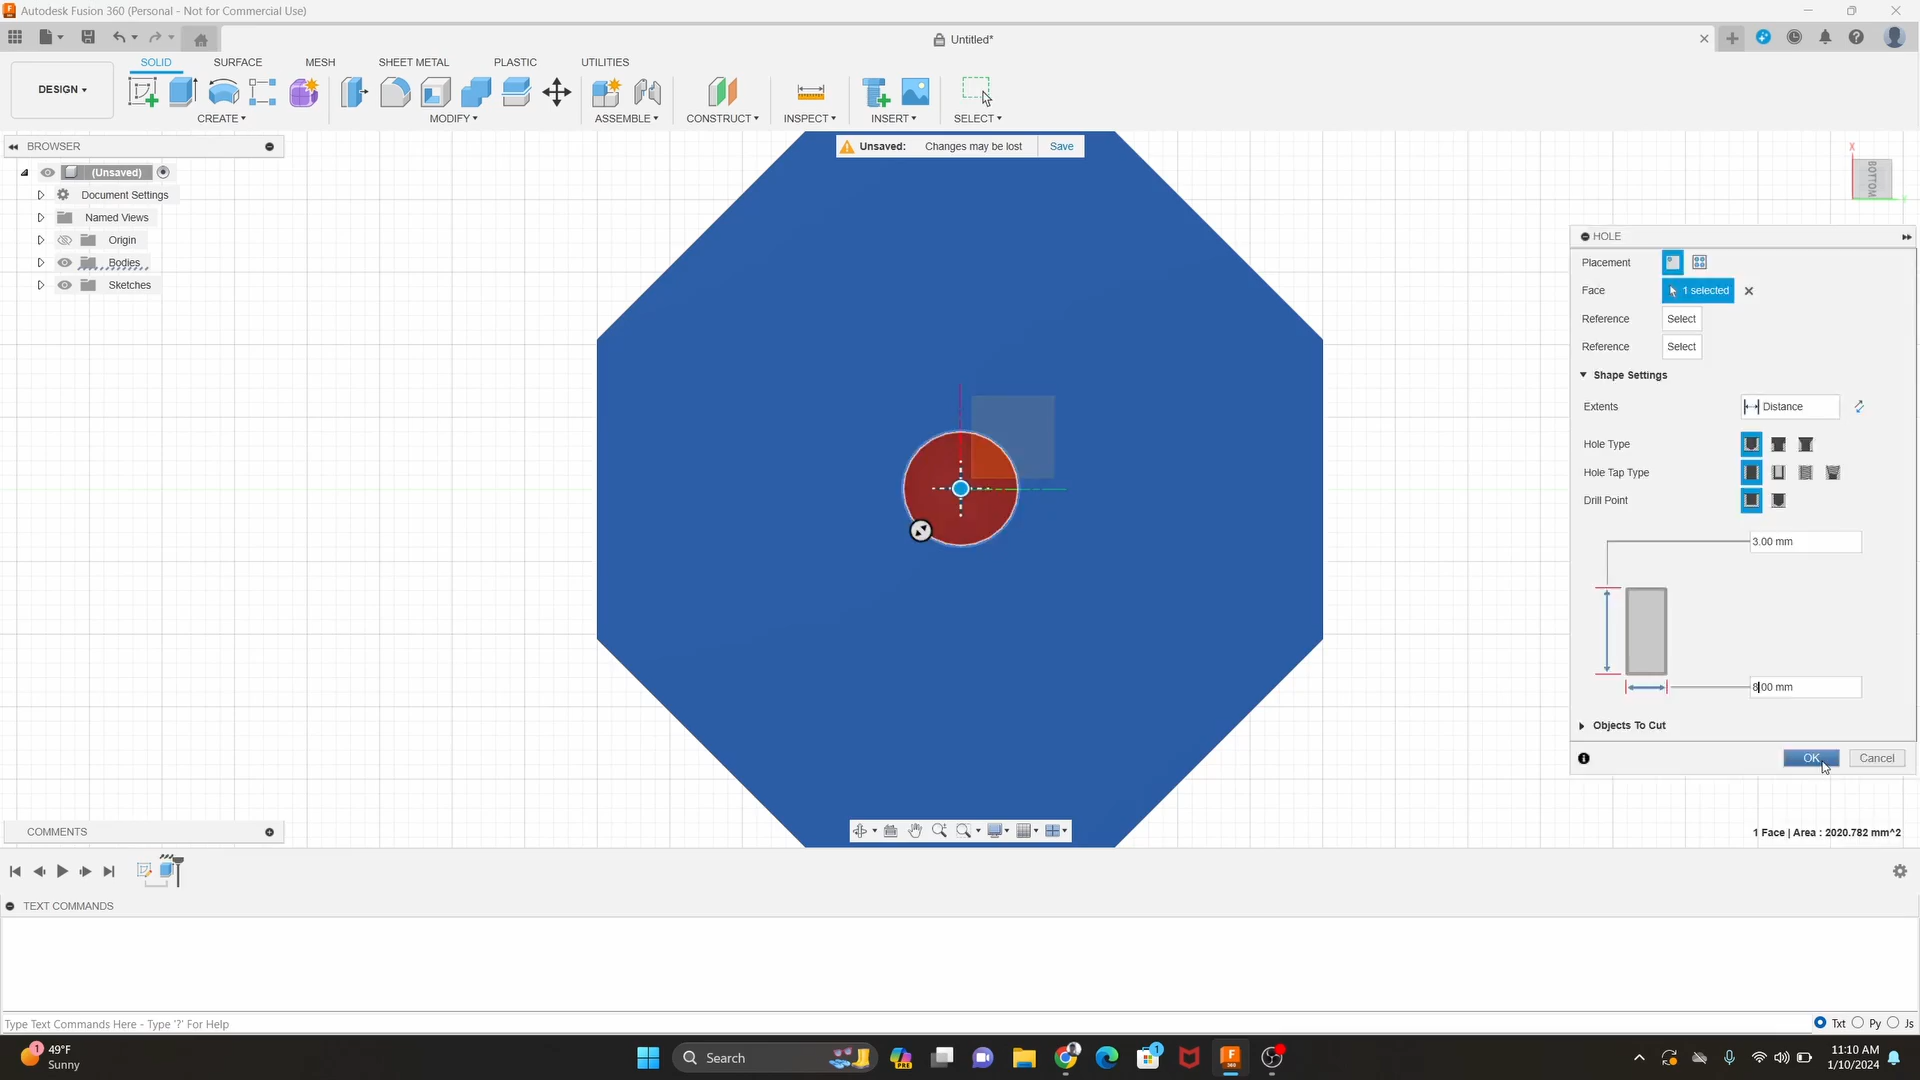 Autodesk Fusion 360 (Personal - Not for Commercial Use)
Untitled*
DESIGN
SOLID SURFACE MESH SHEET METAL PLASTIC UTILITIES
CREATE MODIFY ASSEMBLE CONSTRUCT INSPECT INSERT SELECT
BROWSER
Unsaved: Changes may be lost Save
(Unsaved)
Document Settings
Named Views
Origin
Bodies
Sketches
X
BOTTOM
HOLE
Placement
Face 1 selected
Reference Select
Reference Select
Shape Settings
Extents Distance
Hole Type
Hole Tap Type
Drill Point
3.00 mm
8.00 mm
Objects To Cut
OK Cancel
COMMENTS
1 Face | Area : 2020.782 mm^2
TEXT COMMANDS
Type Text Commands Here - Type '?' For Help
Txt Py Js
1
49°F
Sunny
Search
PRE
1
F
360
11:10 AM
1/10/2024